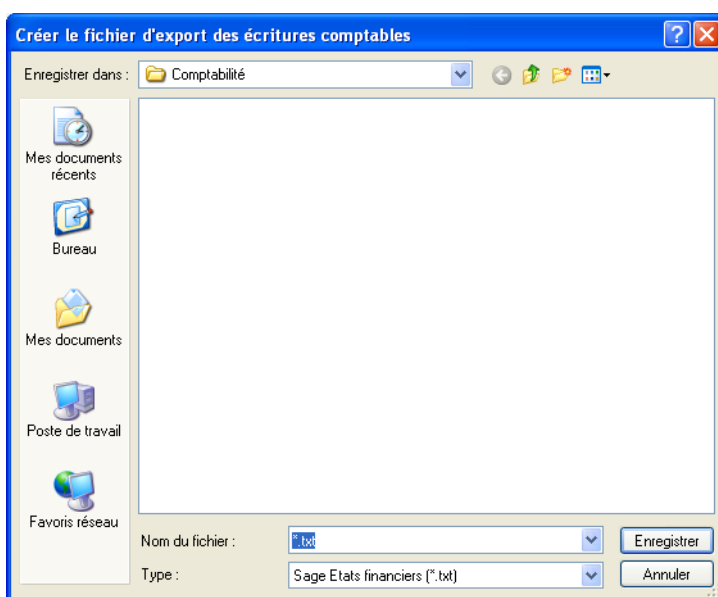 Créer le fichier d'export des écritures comptables
Enregistrer dans :
Comptabilité
Mes documents
récents
Bureau
Mes documents
Poste de travail
Favoris réseau
Nom du fichier :
*.txt
Enregistrer
Type :
Sage Etats financiers (*.txt)
Annuler